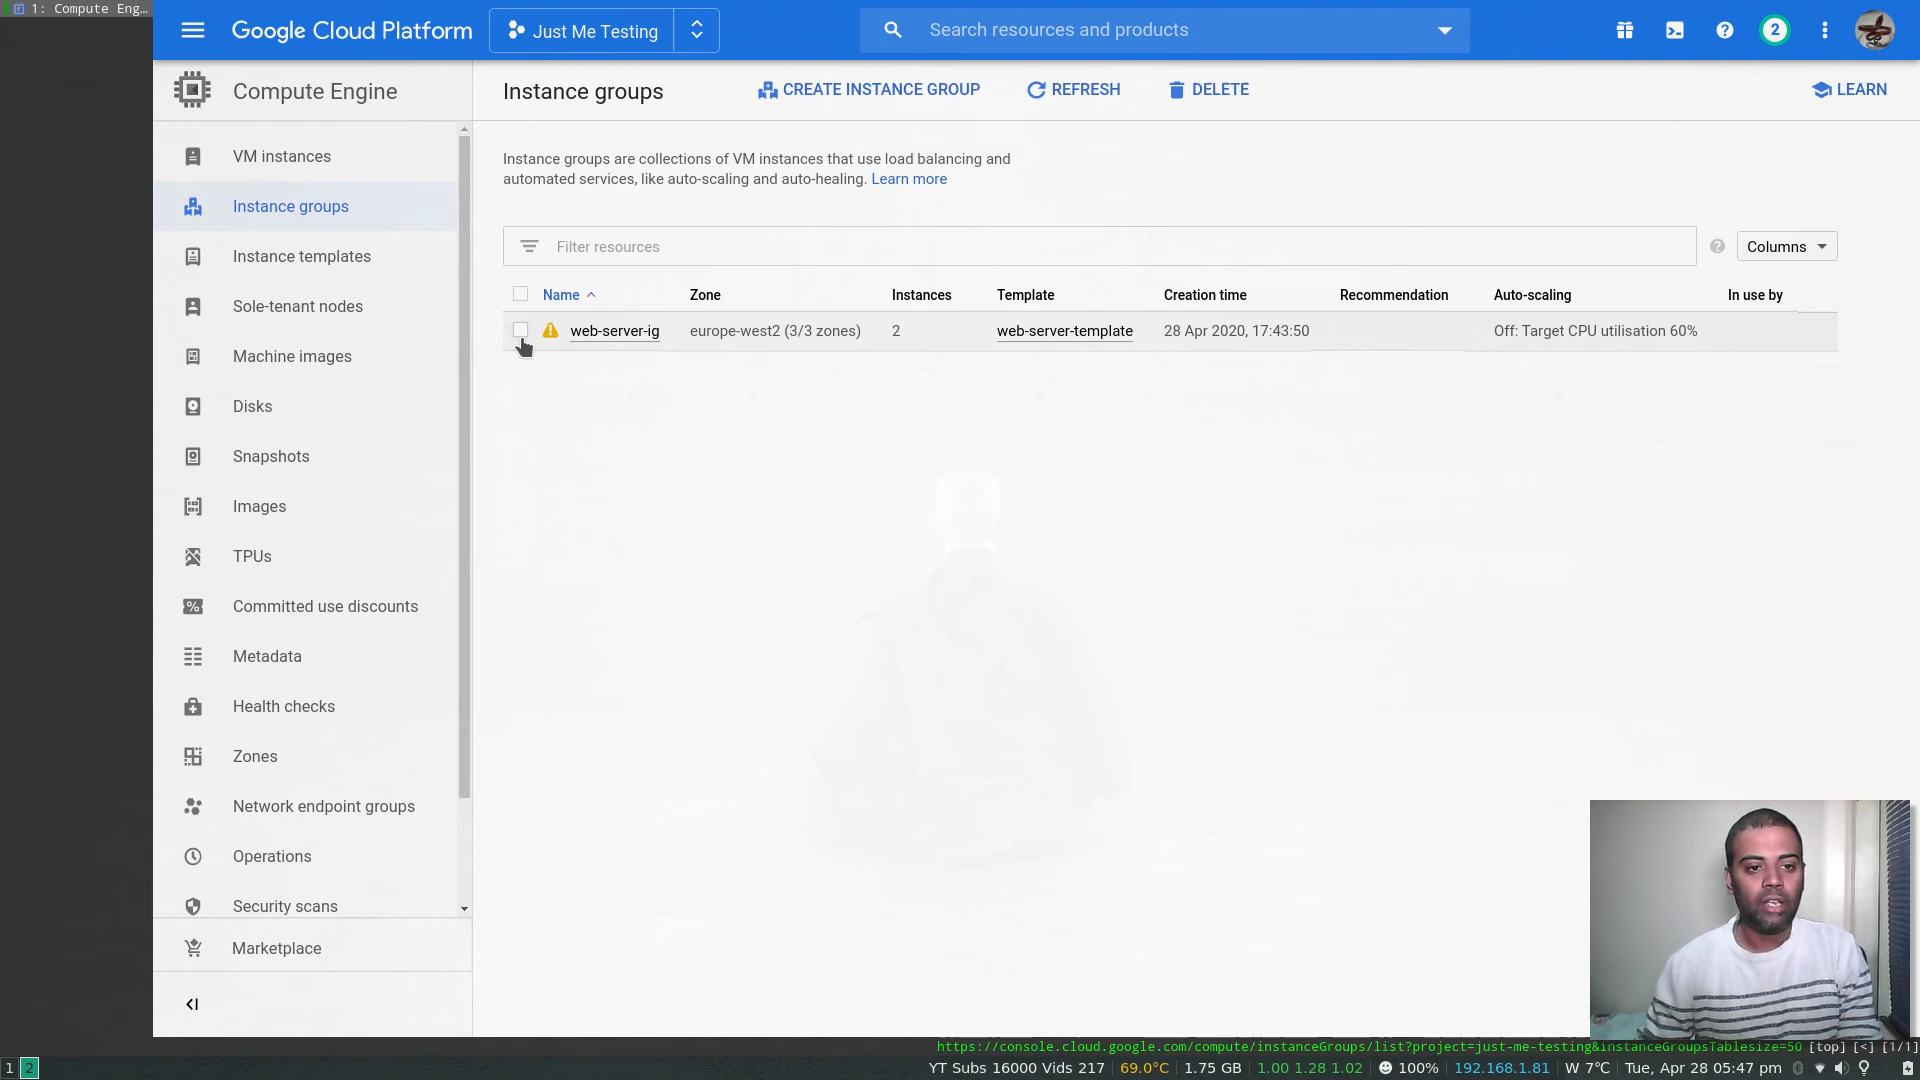 1: Compute Eng…
Google Cloud Platform
Just Me Testing
Search resources and products
2
Compute Engine
Instance groups
CREATE INSTANCE GROUP
REFRESH
DELETE
LEARN
VM instances
Instance groups
Instance templates
Sole-tenant nodes
Machine images
Disks
Snapshots
Images
TPUs
Committed use discounts
Metadata
Health checks
Zones
Network endpoint groups
Operations
Security scans
Marketplace
Instance groups are collections of VM instances that use load balancing and
automated services, like auto-scaling and auto-healing. Learn more
Filter resources
Columns
Name Zone Instances Template Creation time Recommendation Auto-scaling In use by
web-server-ig europe-west2 (3/3 zones) 2 web-server-template 28 Apr 2020, 17:43:50 Off: Target CPU utilisation 60%
https://console.cloud.google.com/compute/instanceGroups/list?project=just-me-testing&instanceGroupsTablesize=50 [top] [<] [1/1]
1 2 YT Subs 16000 Vids 217 69.0°C 1.75 GB 1.00 1.28 1.02 100% 192.168.1.81 W 7°C Tue, Apr 28 05:47 pm